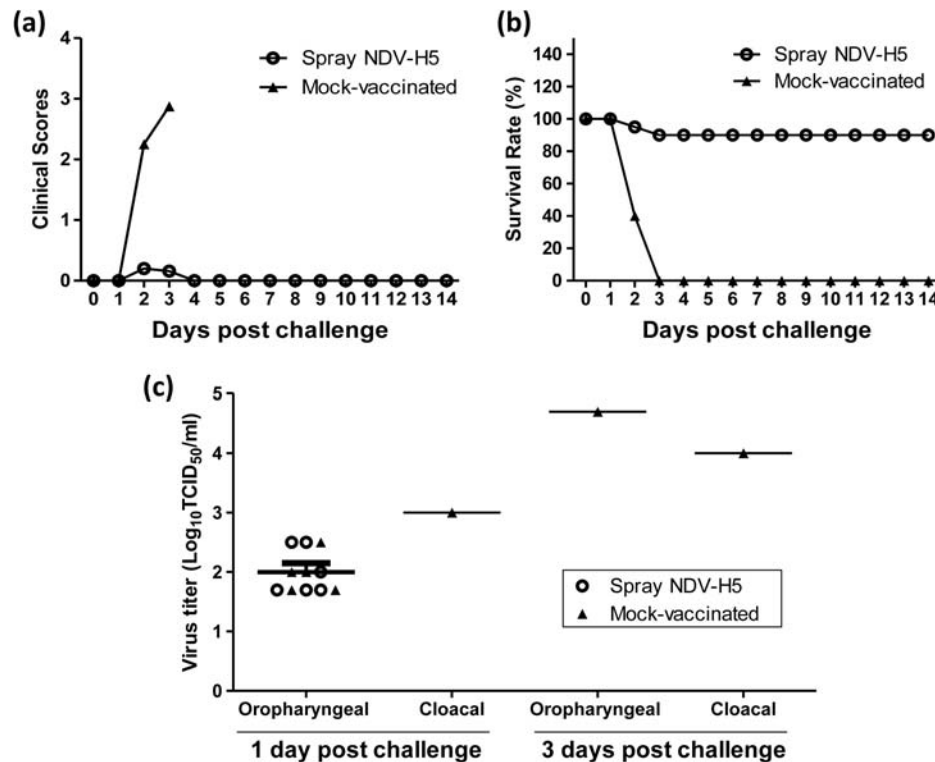 (a)
4
3
2
1
0
Clinical Scores
Spray NDV-H5
Mock-vaccinated
0 1 2 3 4 5 6 7 8 9 10 11 12 13 14
Days post challenge
(b)
140
120
100
80
60
40
20
0
Survival Rate (%)
Spray NDV-H5
Mock-vaccinated
0 1 2 3 4 5 6 7 8 9 10 11 12 13 14
Days post challenge
(c)
5
4
3
2
1
0
Virus titer (Log10TCID50/ml)
Spray NDV-H5
Mock-vaccinated
Oropharyngeal Cloacal Oropharyngeal Cloacal
1 day post challenge 3 days post challenge